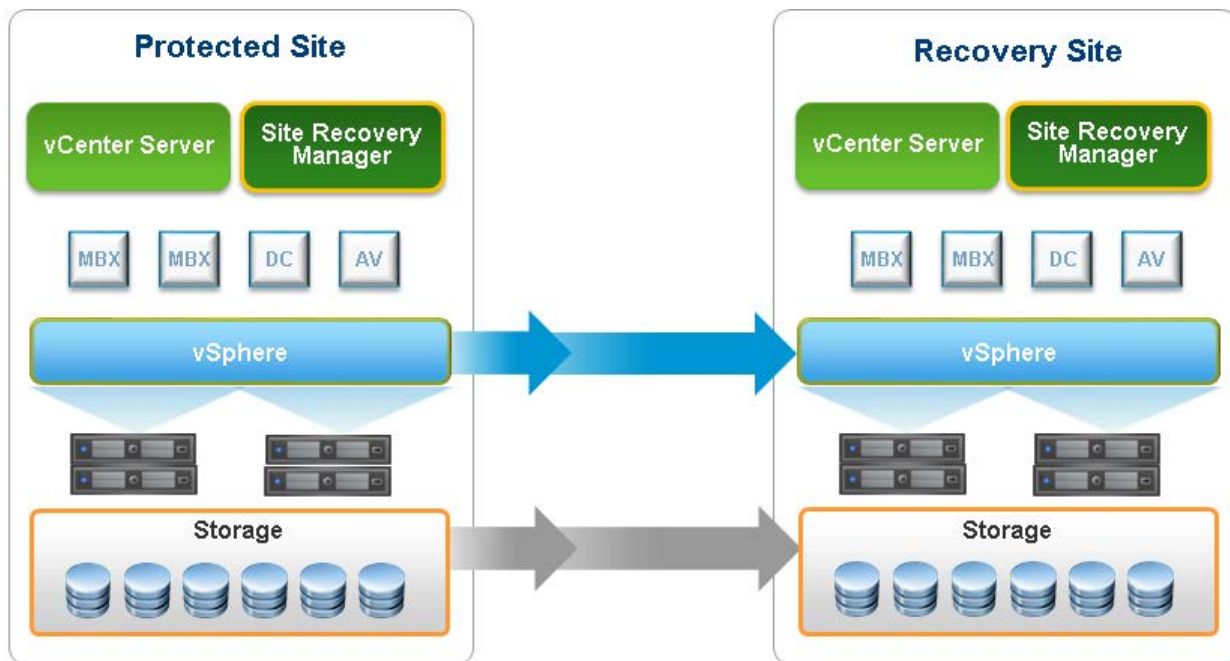 Protected Site
vCenter Server
Site Recovery
Manager
MBX
MBX
DC
AV
vSphere
Storage
Recovery Site
vCenter Server
Site Recovery
Manager
MBX
MBX
DC
AV
vSphere
Storage